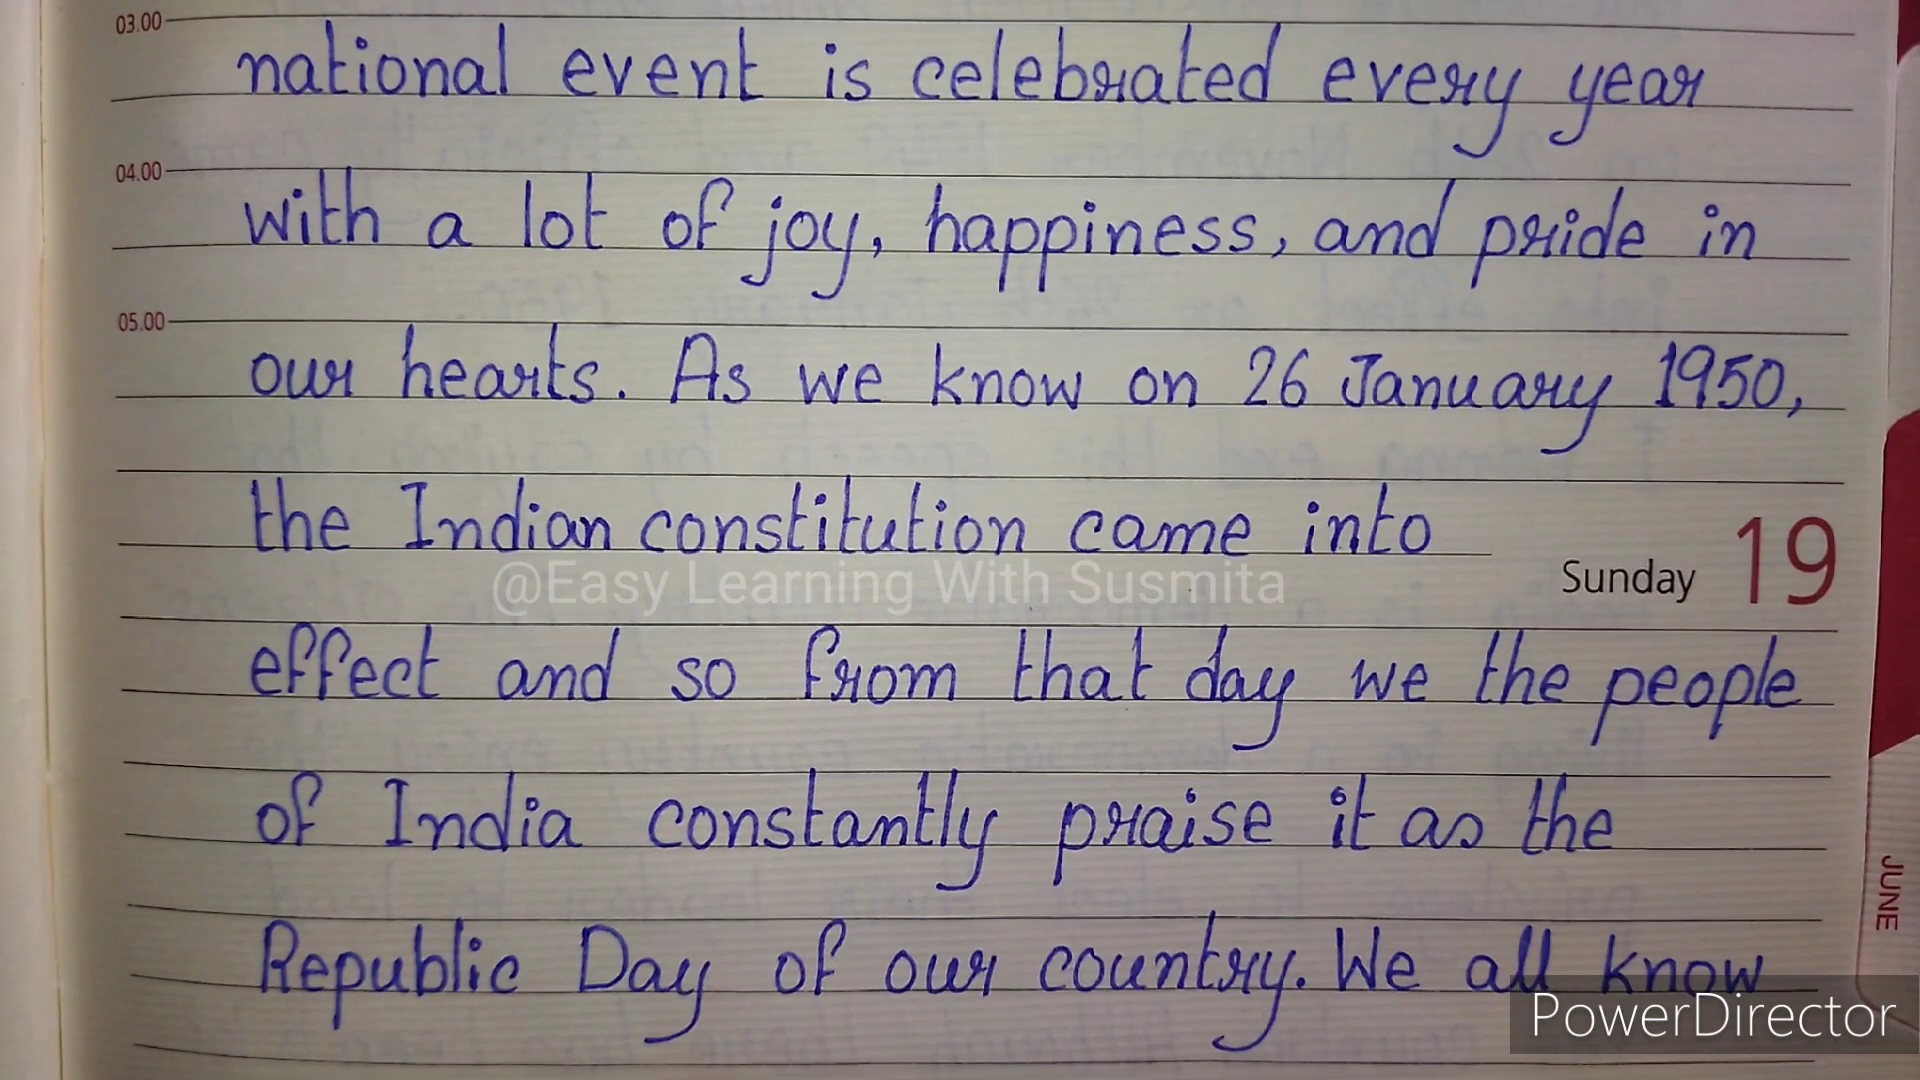 03.00
national event is celebrated every year
04.00
with a lot of joy, happiness, and pride in
05.00
our hearts. As we know on 26 January 1950,
the Indian constitution came into
@Easy Learning With Susmita
Sunday 19
effect and so from that day we the people
of India constantly praise it as the
JUNE
Republic Day of our country. We all know
PowerDirector